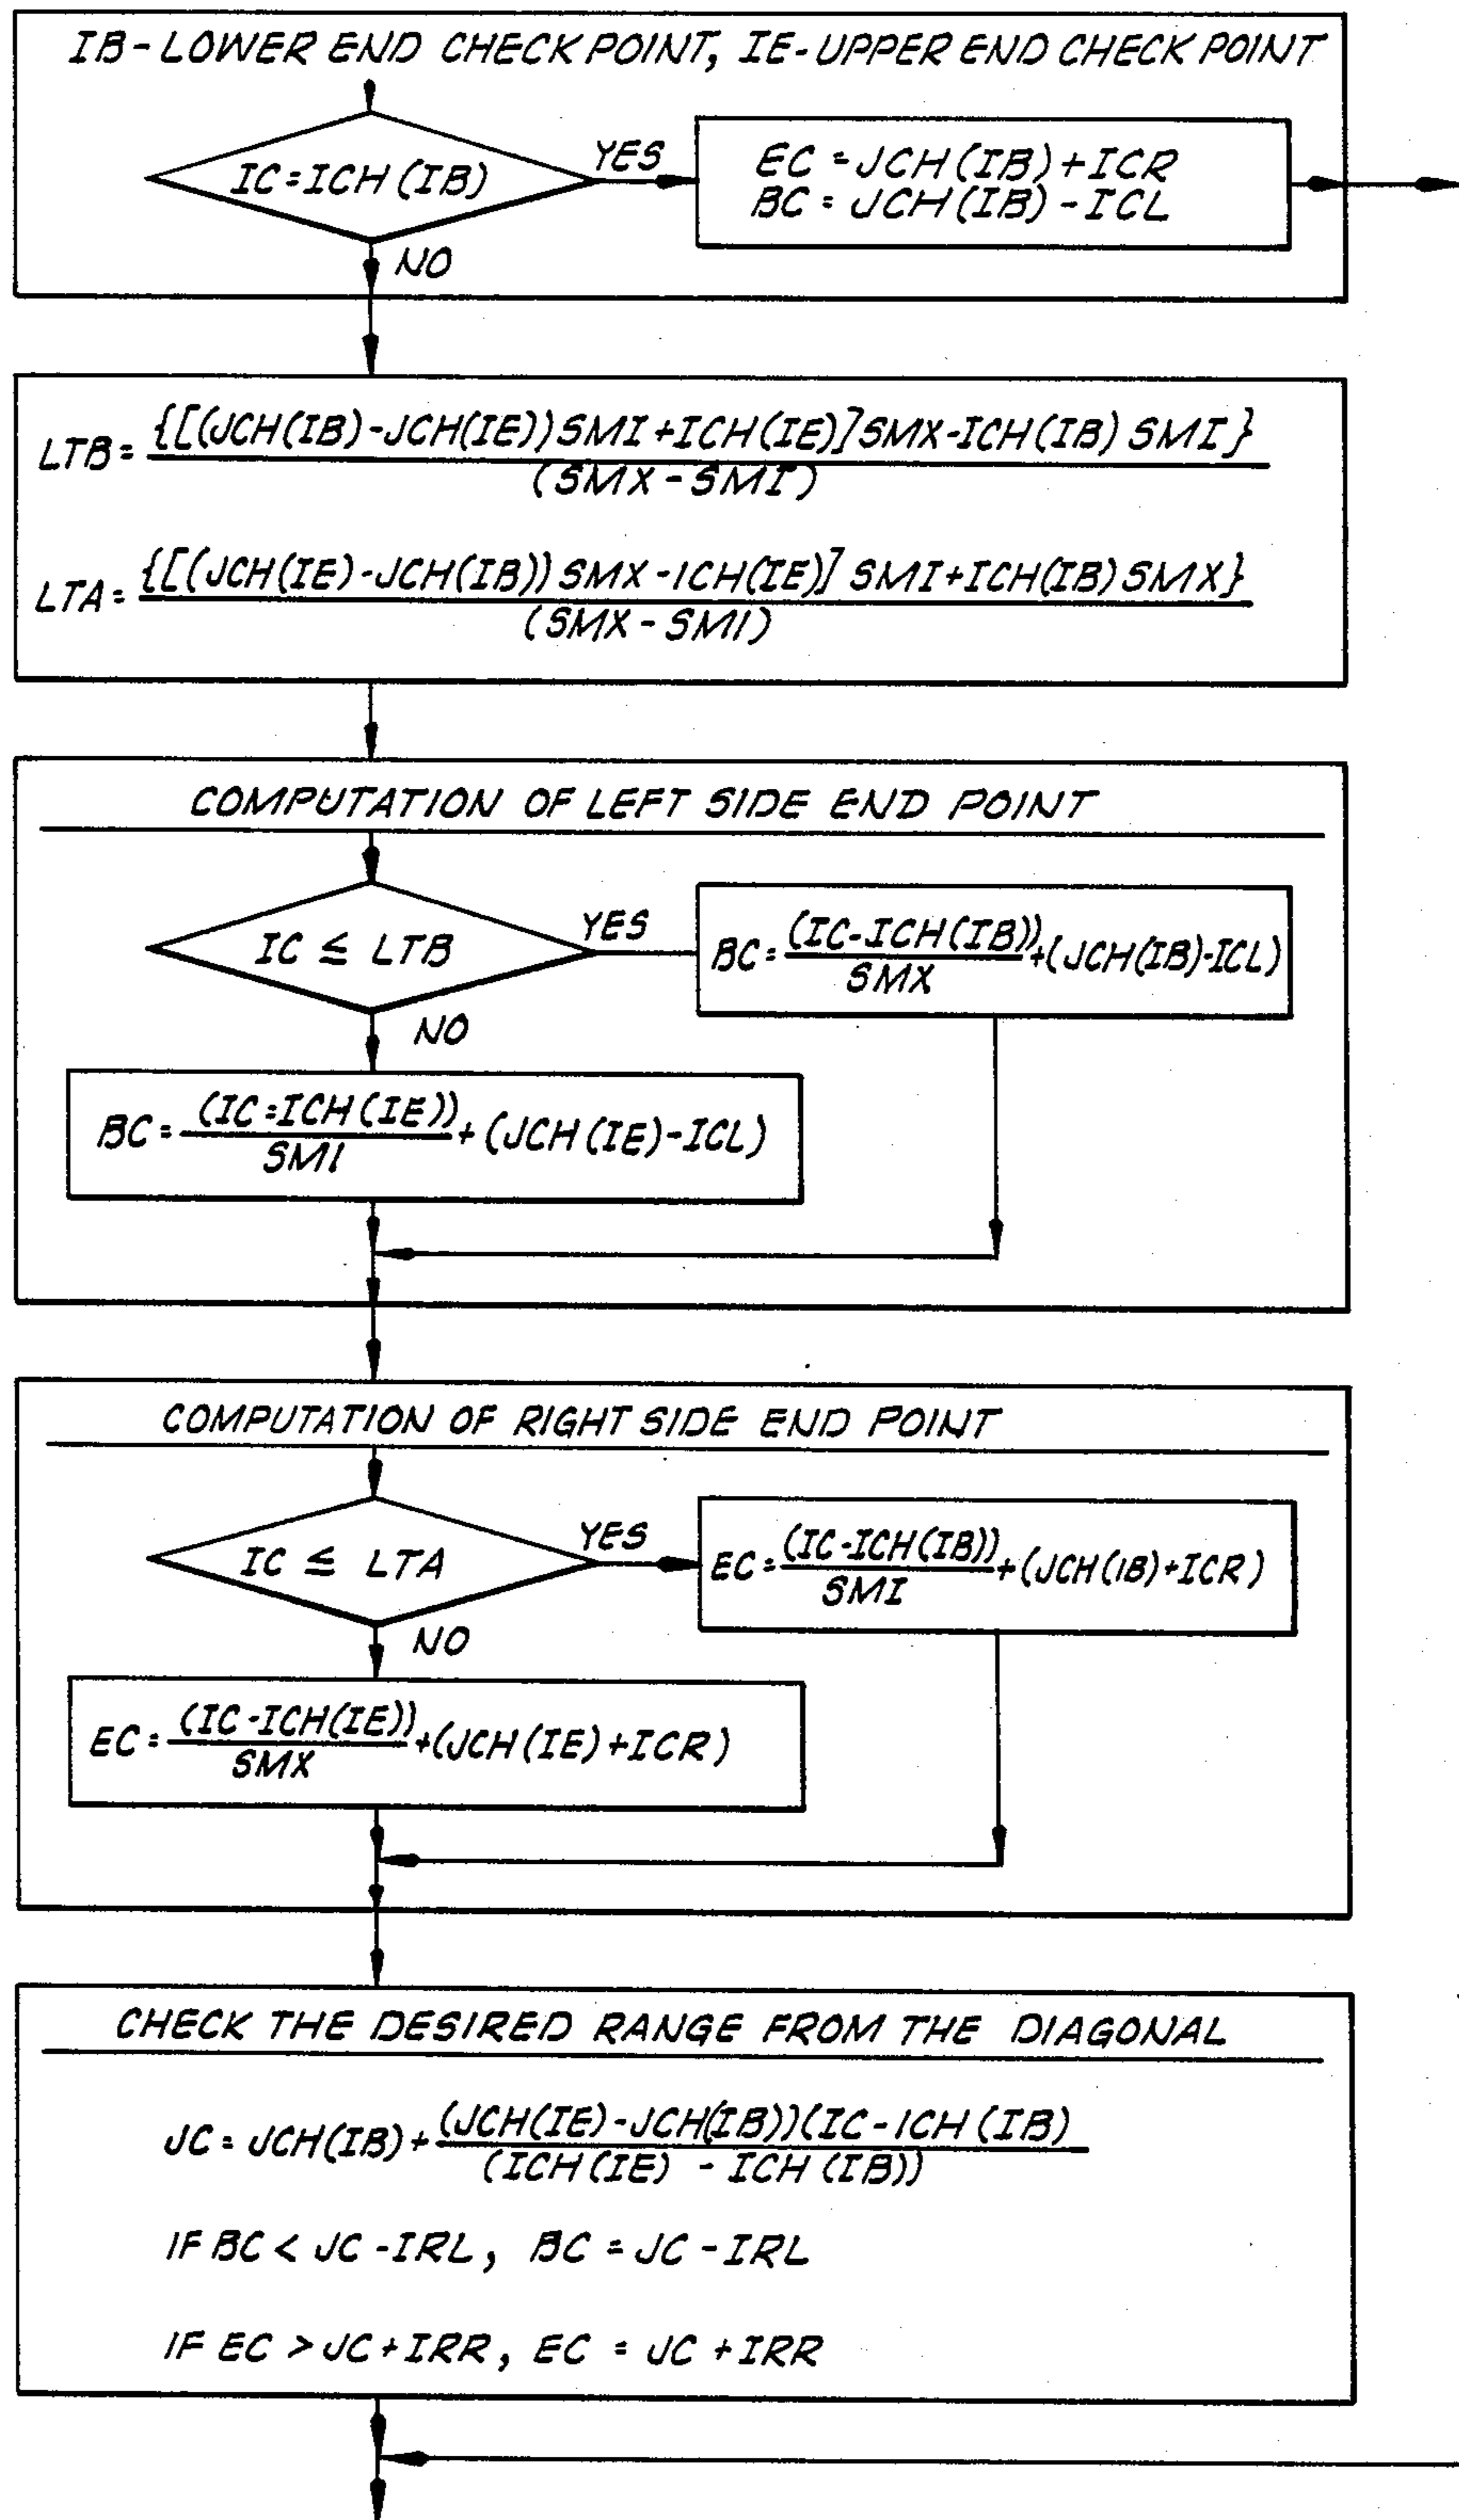 IB-LOWER END CHECK POINT, IE-UPPER END CHECK POINT
IC=ICH(IB)
YES
EC=JCH(IB)+ICR
BC=JCH(IB)-ICL
NO
LTB={[(JCH(IB)-JCH(IE))SMI+ICH(IE)]SMX-ICH(IB) SMI}
(SMX-SMI)
LTA={[(JCH(IE)-JCH(IB))SMX-ICH(IE)]SMI+ICH(IB)SMX}
(SMX-SMI)
COMPUTATION OF LEFT SIDE END POINT
IC ≤ LTB
YES
BC=(IC-ICH(IB))+(JCH(IB)-ICL)
SMX
NO
BC=(IC=ICH(IE))+(JCH(IE)-ICL)
SMI
COMPUTATION OF RIGHT SIDE END POINT
IC ≤ LTA
YES
EC=(IC-ICH(IB))+(JCH(IB)+ICR)
SMI
NO
EC=(IC-ICH(IE))+(JCH(IE)+ICR)
SMX
CHECK THE DESIRED RANGE FROM THE DIAGONAL
JC=JCH(IB)+(JCH(IE)-JCH(IB))(IC-ICH(IB)
(ICH(IE)-ICH(IB))
IF BC < JC-IRL, BC=JC-IRL
IF EC > JC+IRR, EC = JC+IRR